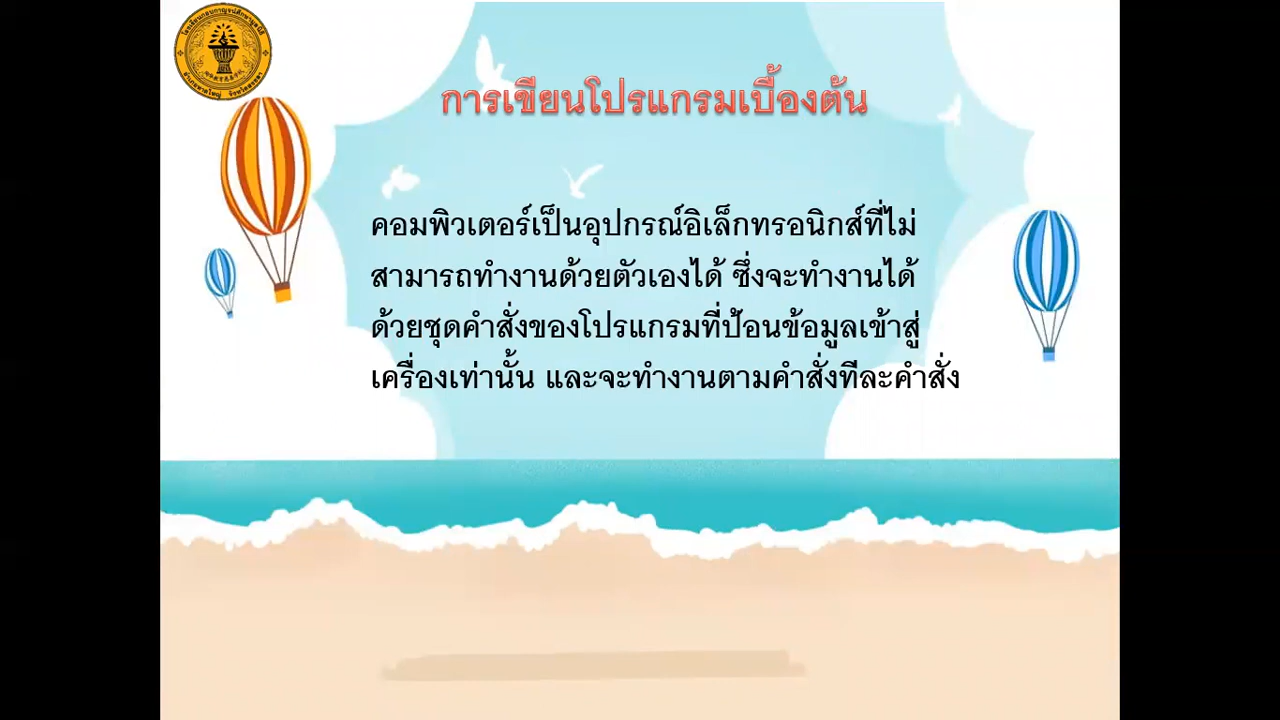 การเขียนโปรแกรมเบื้องต้น
คอมพิวเตอร์เป็นอุปกรณ์อิเล็กทรอนิกส์ที่ไม่
สามารถทำงานด้วยตัวเองได้ ซึ่งจะทำงานได้
ด้วยชุดคำสั่งของโปรแกรมที่ป้อนข้อมูลเข้าสู่
เครื่องเท่านั้น และจะทำงานตามคำสั่งทีละคำสั่ง